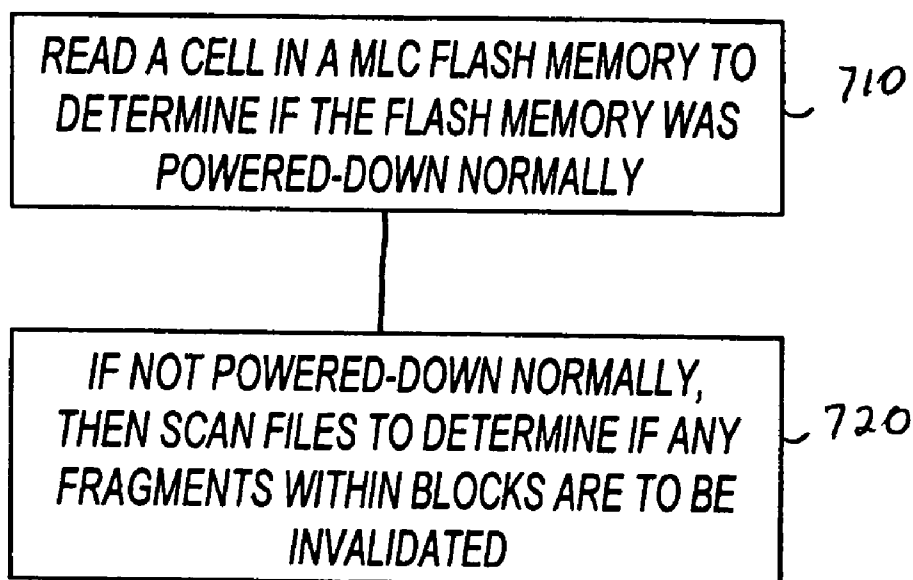 READ A CELL IN A MLC FLASH MEMORY TO
DETERMINE IF THE FLASH MEMORY WAS
POWERED-DOWN NORMALLY
710
IF NOT POWERED-DOWN NORMALLY,
THEN SCAN FILES TO DETERMINE IF ANY
FRAGMENTS WITHIN BLOCKS ARE TO BE
INVALIDATED
720